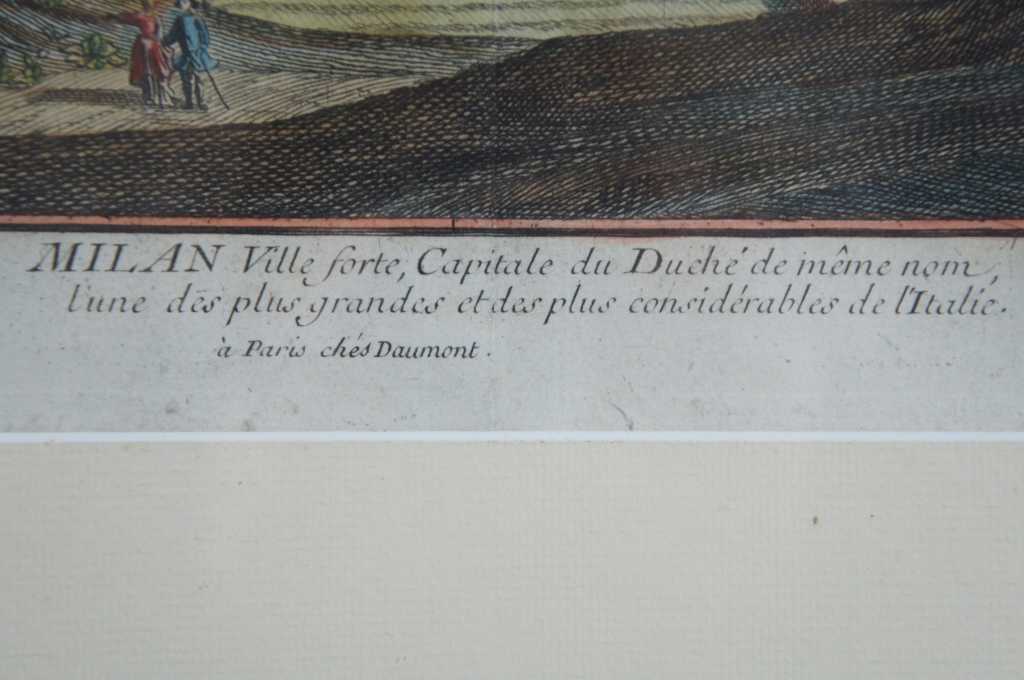 MILAN Ville forte, Capitale du Duché de même nom,
l'une des plus grandes et des plus considérables de l'Italie.
à Paris chés Daumont.